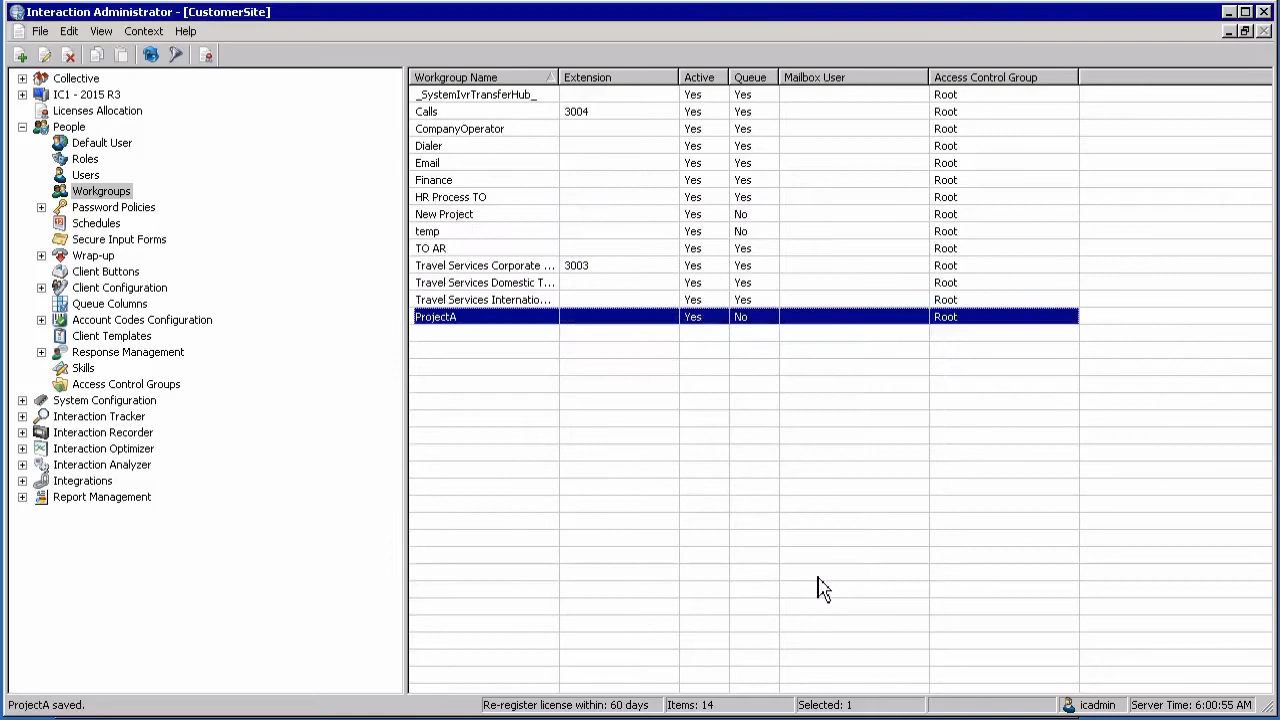 Interaction Administrator - [CustomerSite]
File Edit View Context Help
Collective
IC1 - 2015 R3
Licenses Allocation
People
Default User
Roles
Users
Workgroups
Password Policies
Schedules
Secure Input Forms
Wrap-up
Client Buttons
Client Configuration
Queue Columns
Account Codes Configuration
Client Templates
Response Management
Skills
Access Control Groups
System Configuration
Interaction Tracker
Interaction Recorder
Interaction Optimizer
Interaction Analyzer
Integrations
Report Management
Workgroup Name Extension Active Queue Mailbox User Access Control Group
_SystemIvrTransferHub_ Yes Yes Root
Calls 3004 Yes Yes Root
CompanyOperator Yes Yes Root
Dialer Yes Yes Root
Email Yes Yes Root
Finance Yes Yes Root
HR Process TO Yes Yes Root
New Project Yes No Root
temp Yes No Root
TO AR Yes Yes Root
Travel Services Corporate ... 3003 Yes Yes Root
Travel Services Domestic T... Yes Yes Root
Travel Services Internatio... Yes Yes Root
ProjectA Yes No Root
ProjectA saved. Re-register license within: 60 days Items: 14 Selected: 1 icadmin Server Time: 6:00:55 AM